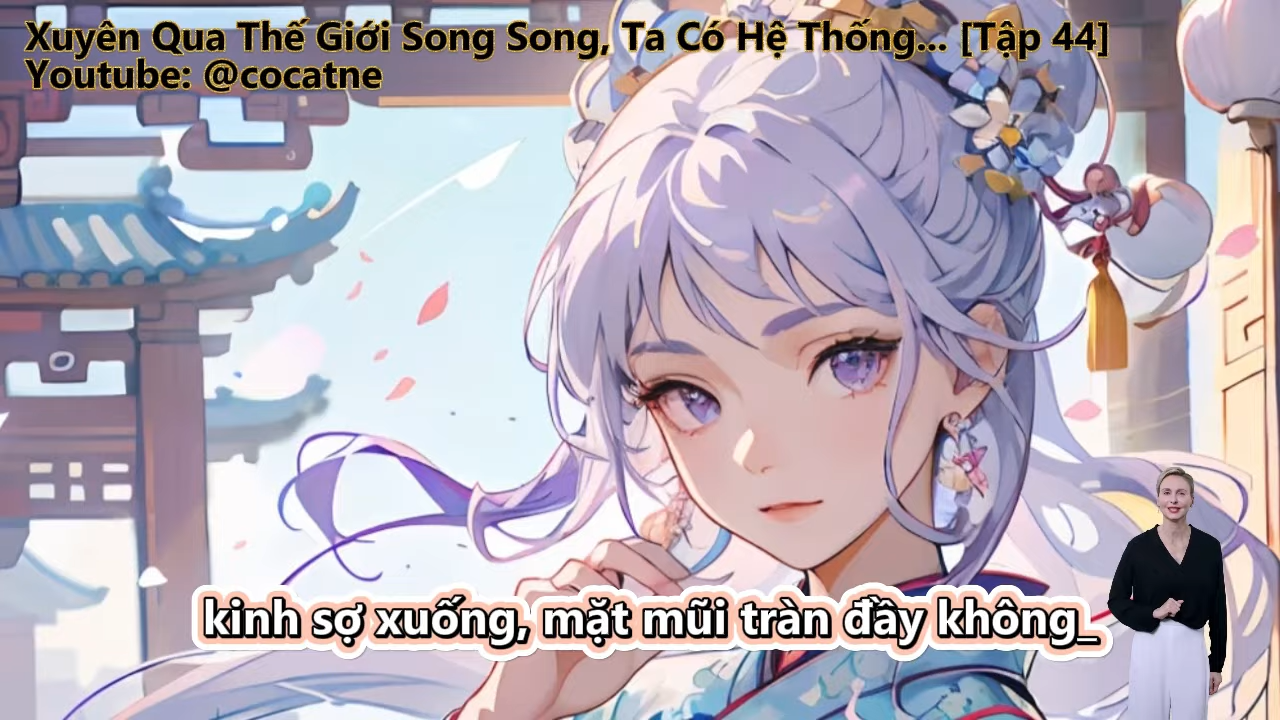 Xuyên Qua Thế Giới Song Song, Ta Có Hệ Thống... [Tập 44]
Youtube: @cocatne
kinh sợ xuống, mặt mũi tràn đầy không_